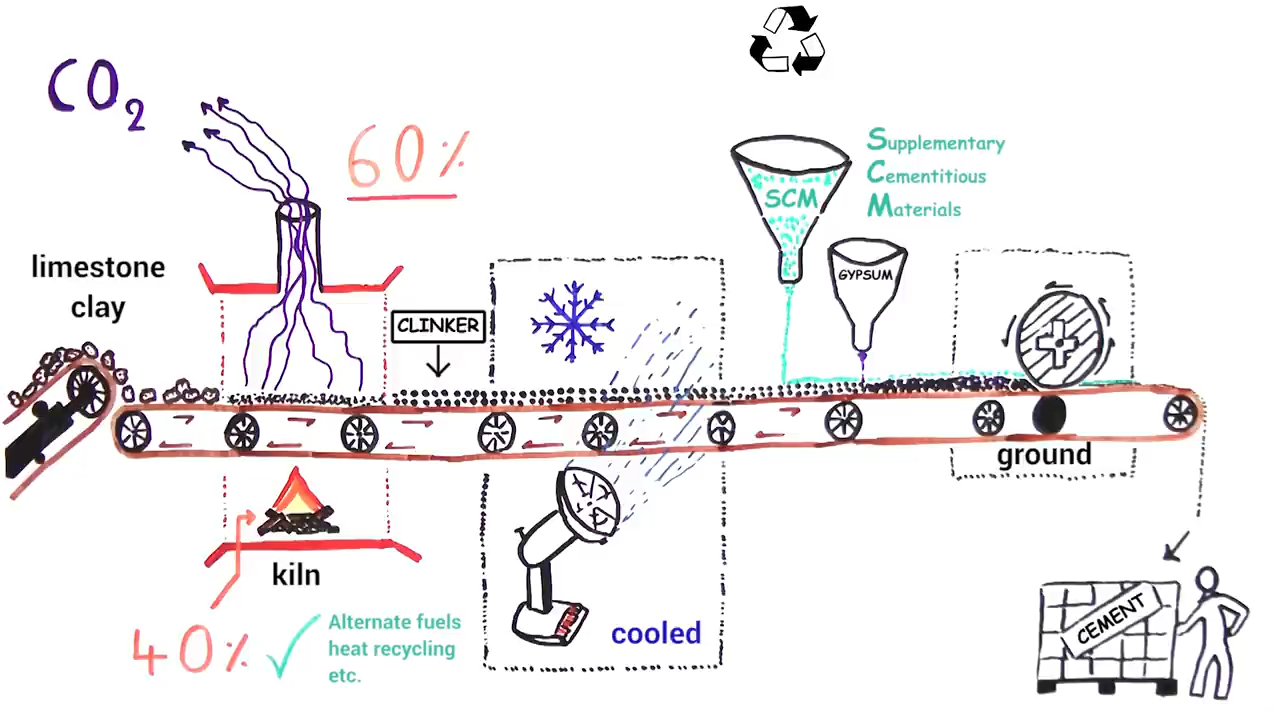 CO2
60%
limestone
clay
CLINKER
SCM
Supplementary
Cementitious
Materials
GYPSUM
ground
kiln
40%
Alternate fuels
heat recycling
etc.
cooled
CEMENT